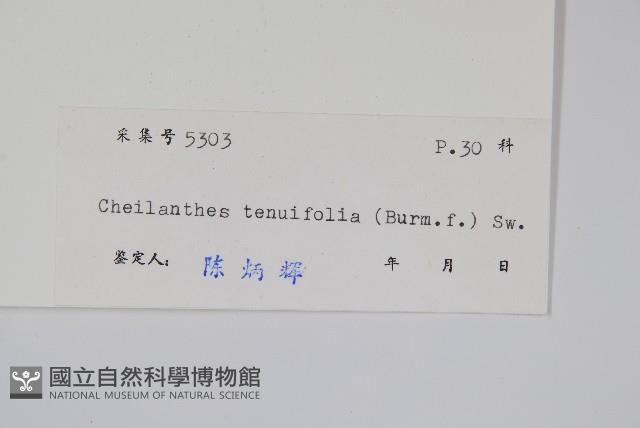 采集号 5303 P.30 科
Cheilanthes tenuifolia (Burm.f.) Sw.
鉴定人: 陈炳辉 年 月 日
國立自然科學博物館
NATIONAL MUSEUM OF NATURAL SCIENCE